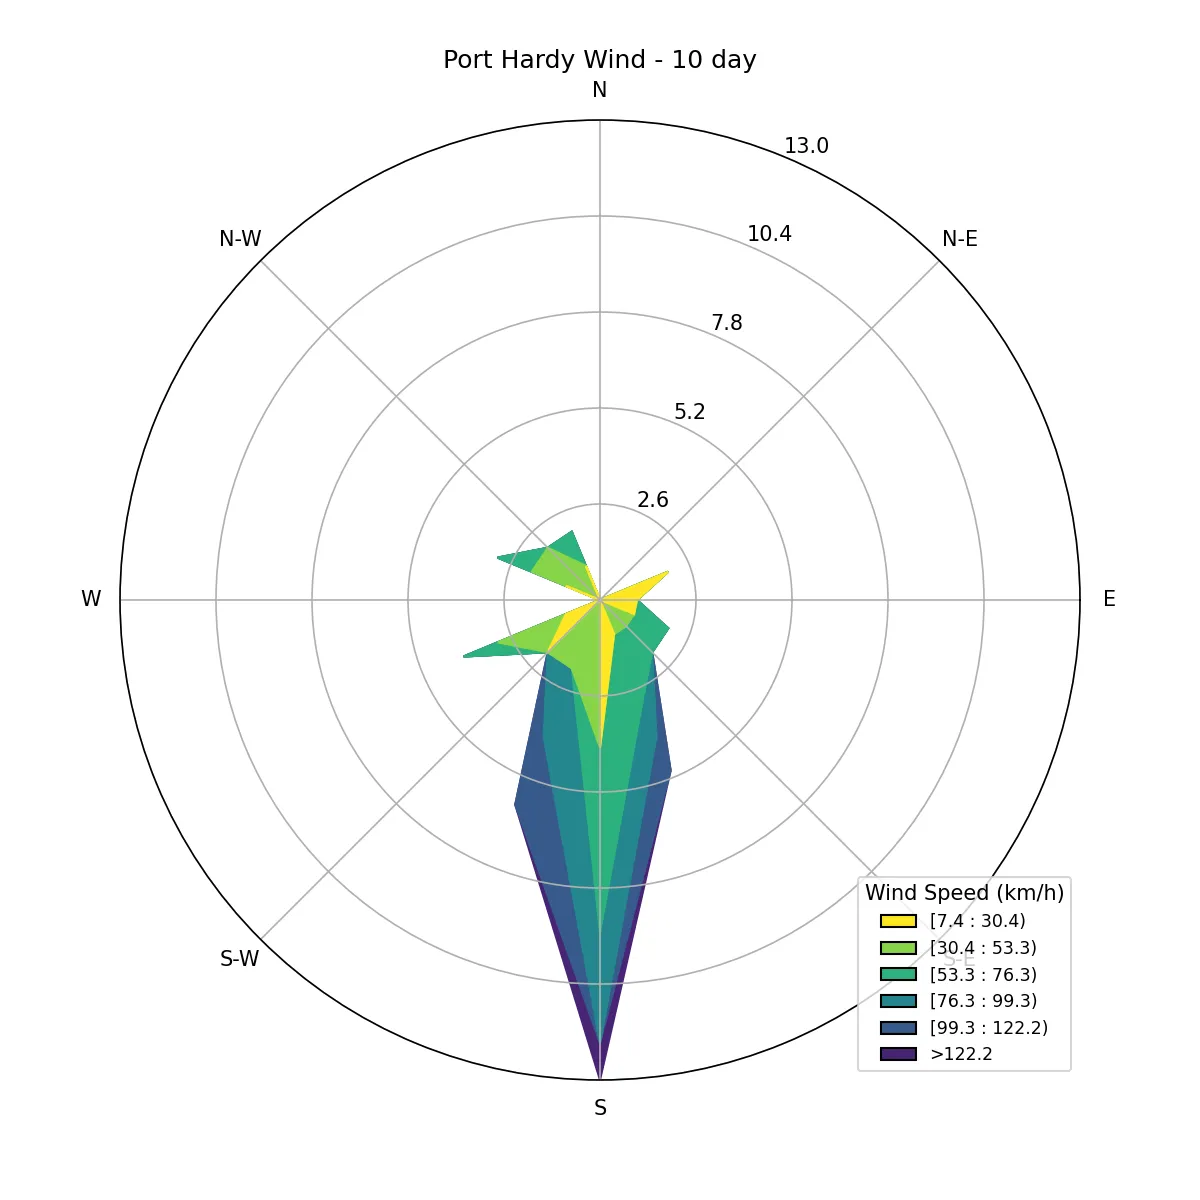 Port Hardy Wind - 10 day
N
13.0
N-W
N-E
10.4
7.8
5.2
2.6
W
E
Wind Speed (km/h)
[7.4 : 30.4)
[30.4 : 53.3)
S-W
S-E
[53.3 : 76.3)
[76.3 : 99.3)
[99.3 : 122.2)
>122.2
S